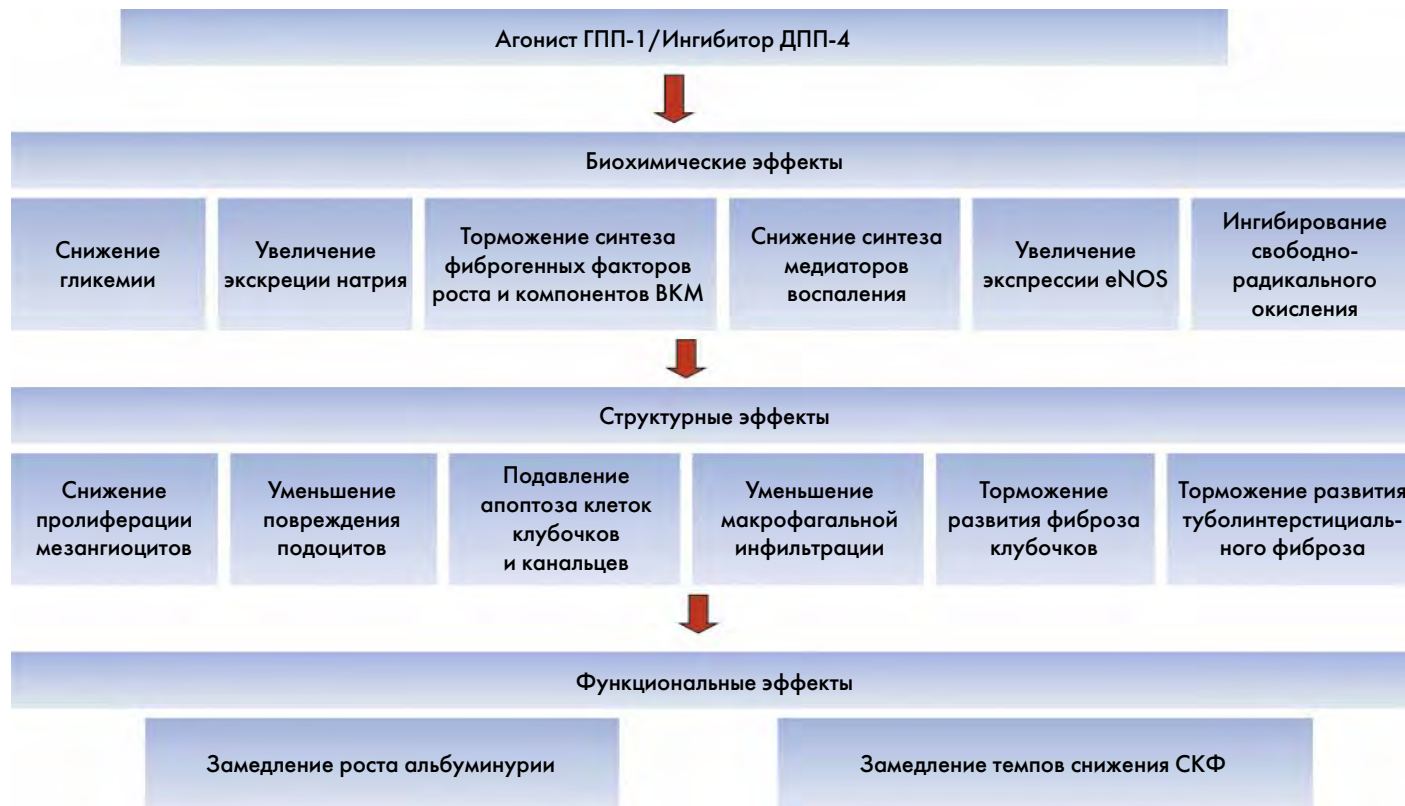 Агонист ГПП-1/Ингибитор ДПП-4
Биохимические эффекты
Снижение
гликемии
Увеличение
экскреции натрия
Торможение синтеза
фиброгенных факторов
роста и компонентов ВКМ
Снижение синтеза
медиаторов
воспаления
Увеличение
экспрессии eNOS
Ингибирование
свободно-
радикального
окисления
Структурные эффекты
Снижение
пролиферации
мезангиоцитов
Уменьшение
повреждения
подоцитов
Подавление
апоптоза клеток
клубочков
и канальцев
Уменьшение
макрофагальной
инфильтрации
Торможение
развития фиброза
клубочков
Торможение развития
туболинтерстициаль-
ного фиброза
Функциональные эффекты
Замедление роста альбуминурии
Замедление темпов снижения СКФ